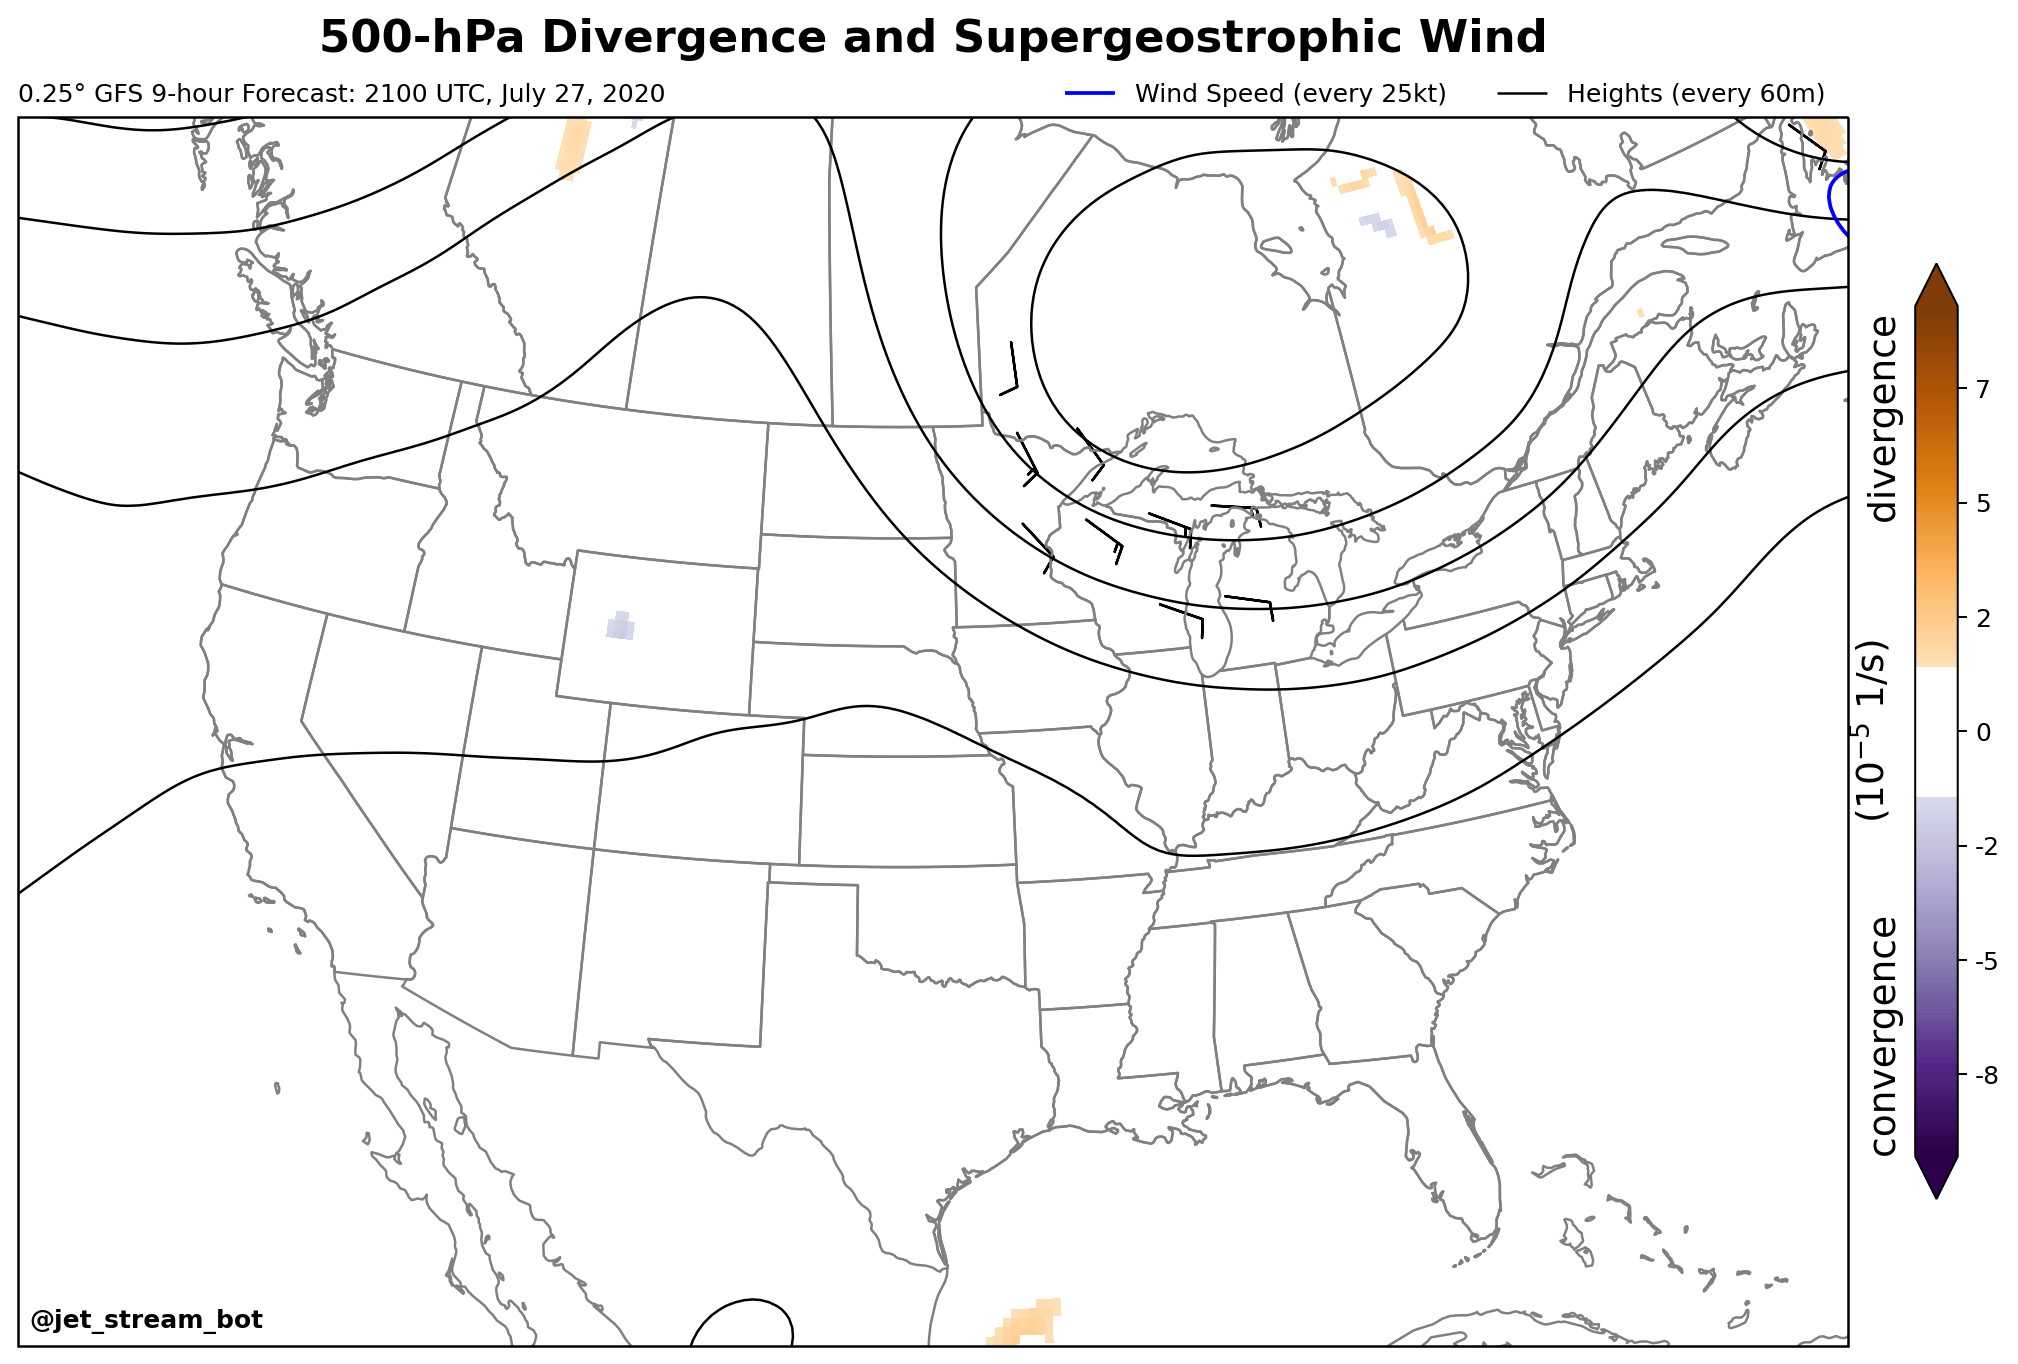 500-hPa Divergence and Supergeostrophic Wind
0.25° GFS 9-hour Forecast: 2100 UTC, July 27, 2020
Wind Speed (every 25kt)
Heights (every 60m)
divergence
(10⁻⁵ 1/s)
convergence
7
5
2
0
-2
-5
-8
@jet_stream_bot